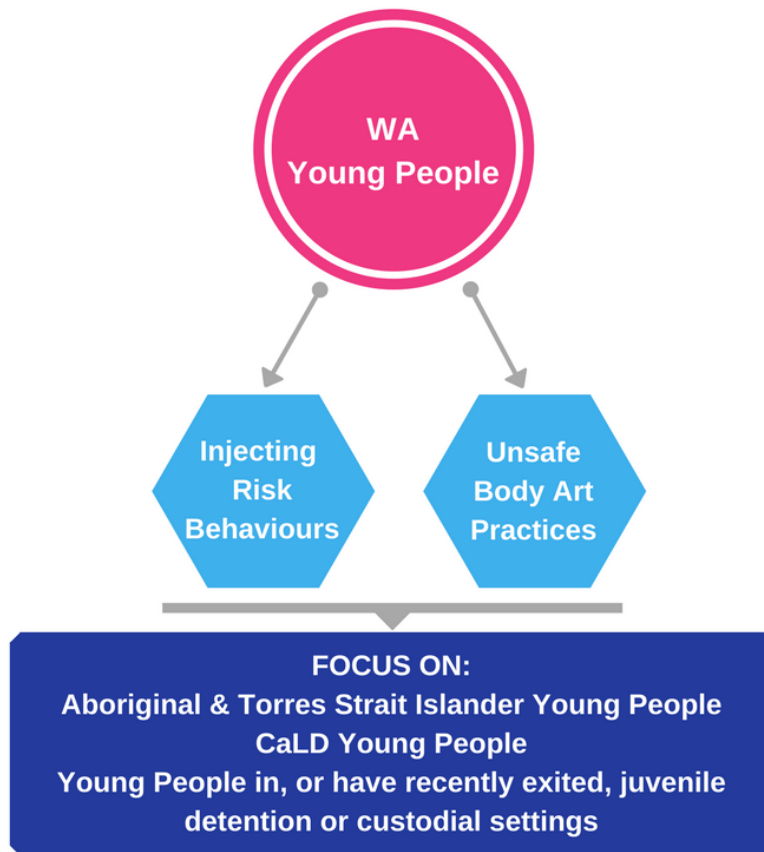 WA
Young People
Injecting
Risk
Behaviours
Unsafe
Body Art
Practices
FOCUS ON:
Aboriginal & Torres Strait Islander Young People
CaLD Young People
Young People in, or have recently exited, juvenile
detention or custodial settings